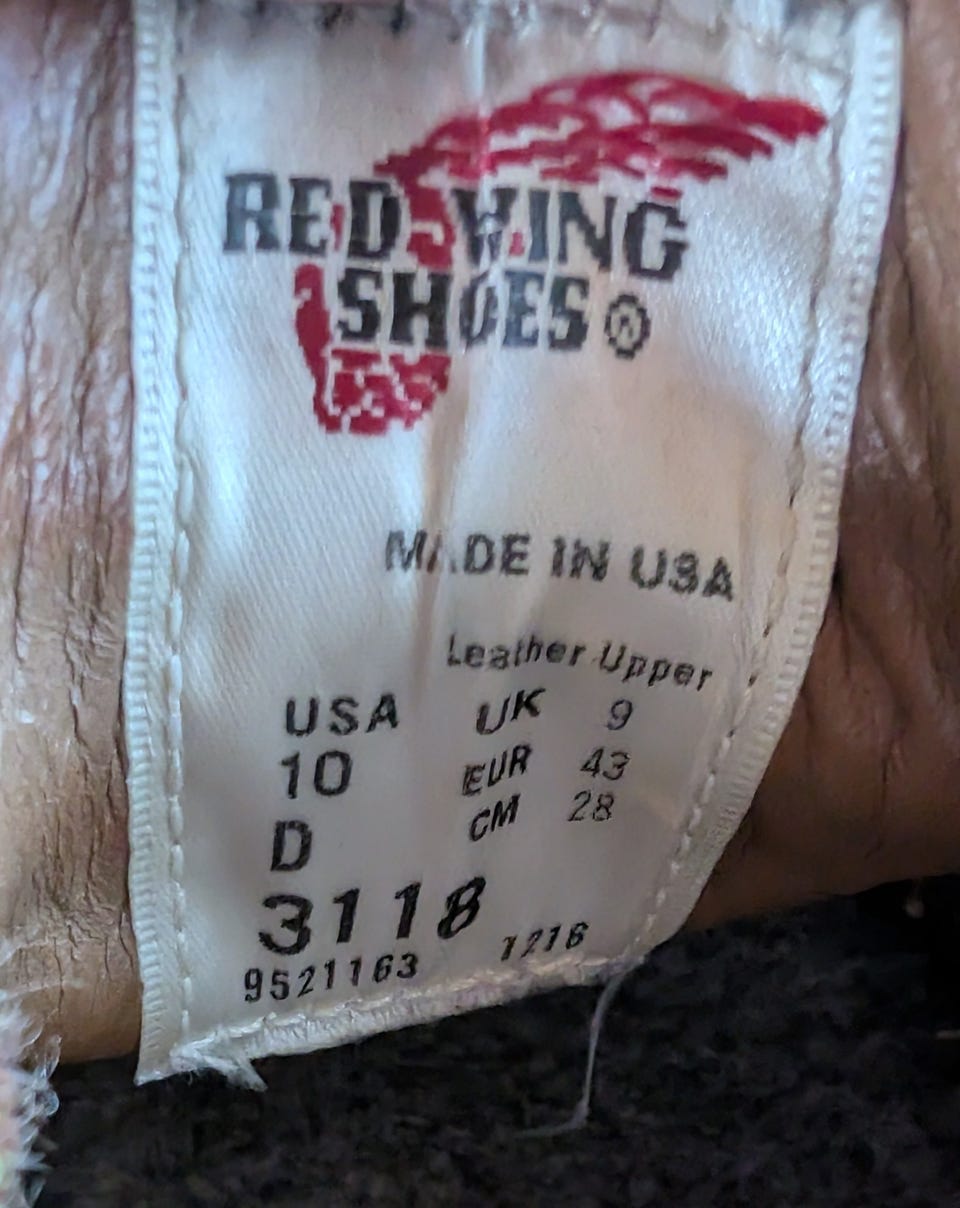 RED WING
SHOES®
MADE IN USA
Leather Upper
USA UK 9
10 EUR 43
D CM 28
3118
9521163 1216